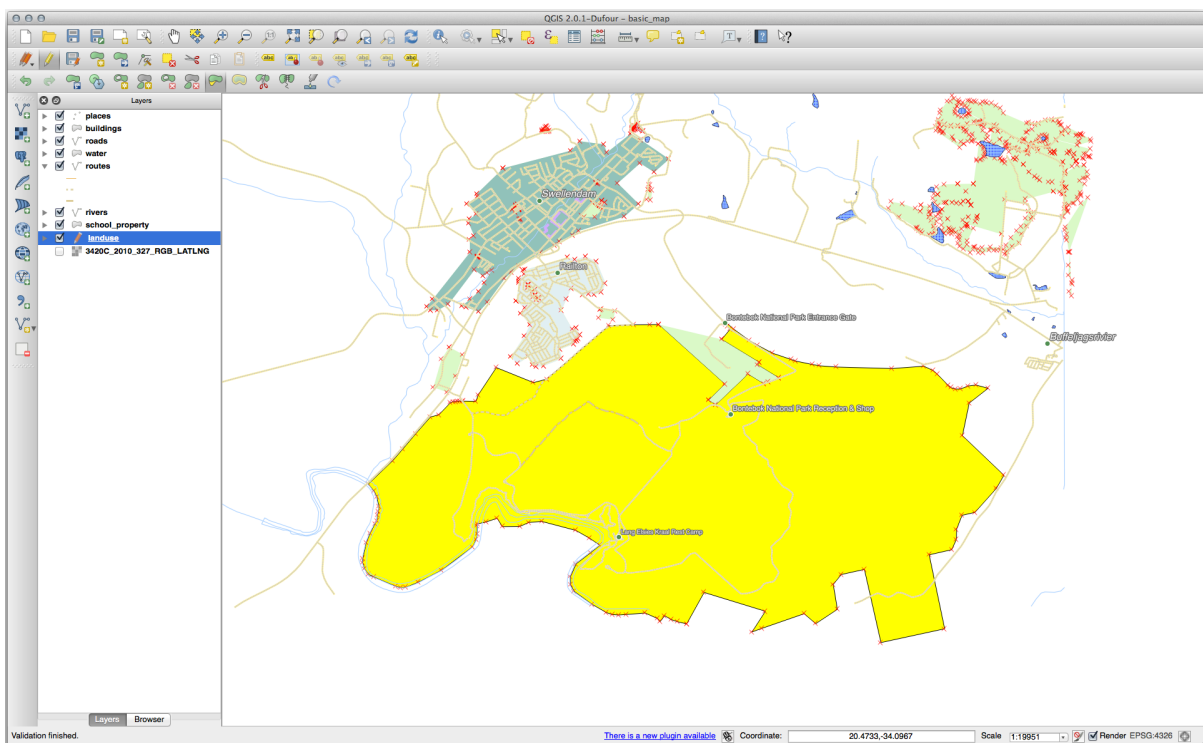 QGIS 2.0.1-Dufour - basic_map
Layers
places
buildings
roads
water
routes
rivers
school_property
landuse
3420C_2010_327_RGB_LATLNG
Swellendam
Railton
Bontebok National Park Entrance Gate
Buffeljagsrivier
Bontebok National Park Reception & Shop
Lang Elsies Kraal Rest Camp
Layers Browser
Validation finished. There is a new plugin available Coordinate: 20.4733,-34.0967 Scale 1:19951 Render EPSG:4326